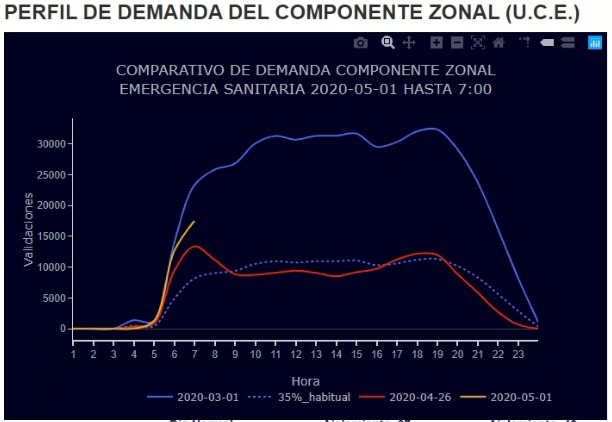 PERFIL DE DEMANDA DEL COMPONENTE ZONAL (U.C.E.)
COMPARATIVO DE DEMANDA COMPONENTE ZONAL
EMERGENCIA SANITARIA 2020-05-01 HASTA 7:00
Validaciones
30000
25000
20000
15000
10000
5000
0
1 2 3 4 5 6 7 8 9 10 11 12 13 14 15 16 17 18 19 20 21 22 23
Hora
2020-03-01 35%_habitual 2020-04-26 2020-05-01